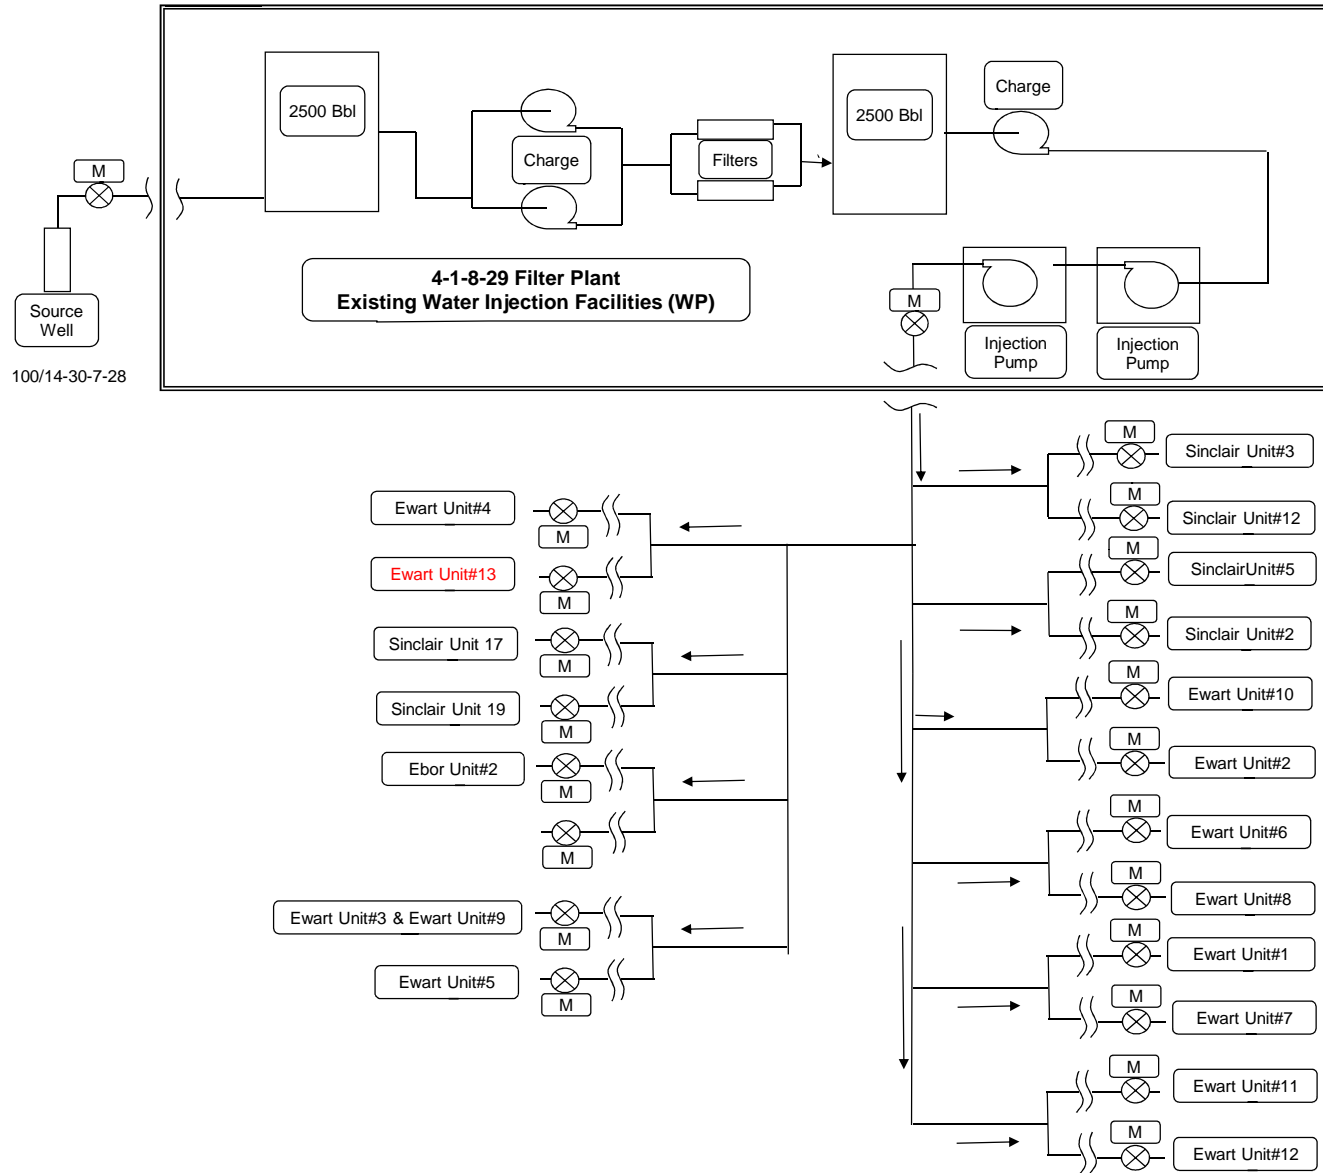 2500 Bbl
Charge
Filters
2500 Bbl
Charge
M
Source
Well
100/14-30-7-28
4-1-8-29 Filter Plant
Existing Water Injection Facilities (WP)
M
Injection
Pump
Injection
Pump
M
Sinclair Unit#3
M
Sinclair Unit#12
M
SinclairUnit#5
M
Sinclair Unit#2
M
Ewart Unit#10
M
Ewart Unit#2
M
Ewart Unit#6
M
Ewart Unit#8
M
Ewart Unit#1
M
Ewart Unit#7
M
Ewart Unit#11
M
Ewart Unit#12
Ewart Unit#4
M
Ewart Unit#13
M
Sinclair Unit 17
M
Sinclair Unit 19
M
Ebor Unit#2
M
M
Ewart Unit#3 & Ewart Unit#9
M
Ewart Unit#5
M